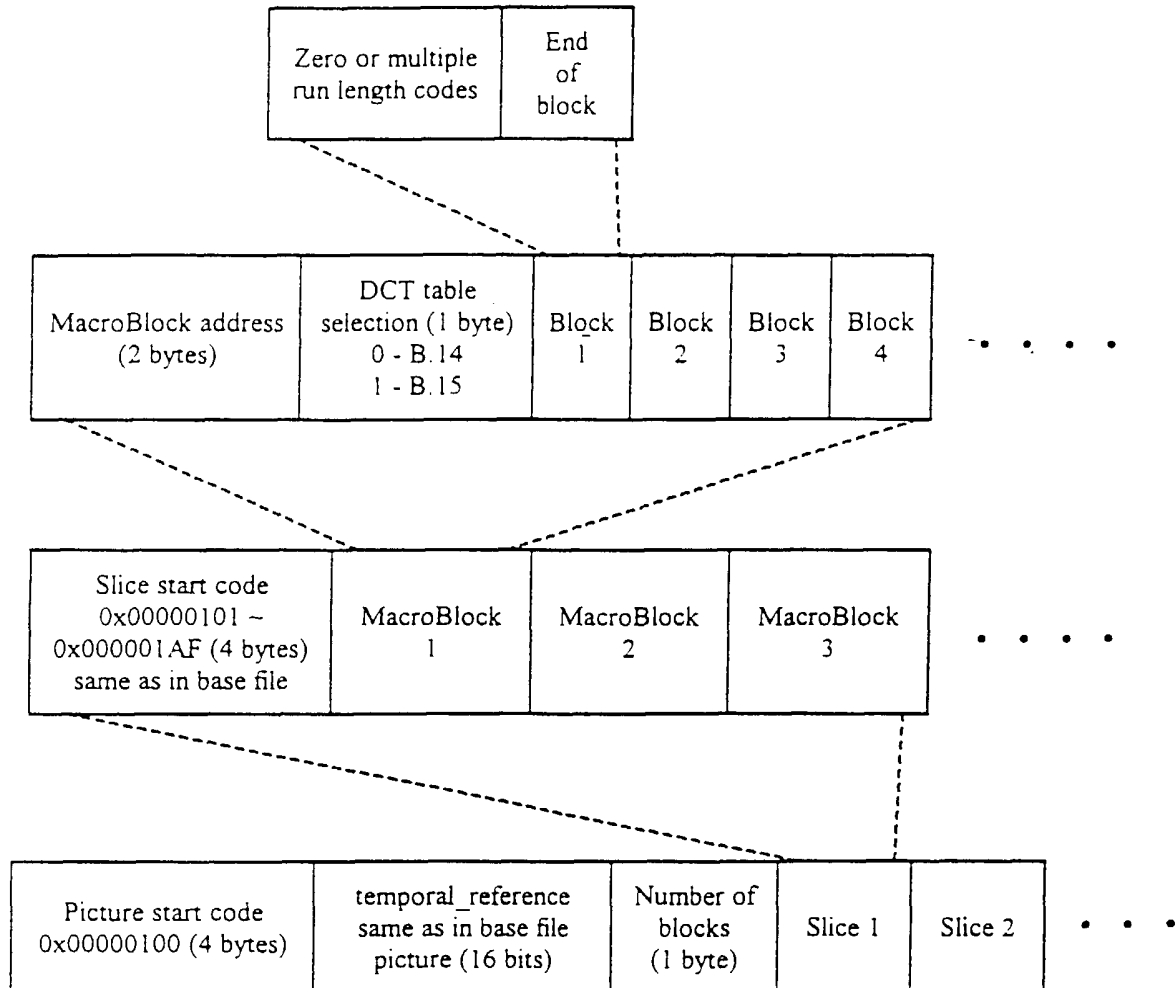 Zero or multiple
run length codes
End
of
block
MacroBlock address
(2 bytes)
DCT table
selection (1 byte)
0 - B.14
1 - B.15
Block
1
Block
2
Block
3
Block
4
Slice start code
0x00000101 ~
0x000001AF (4 bytes)
same as in base file
MacroBlock
1
MacroBlock
2
MacroBlock
3
Picture start code
0x00000100 (4 bytes)
temporal_reference
same as in base file
picture (16 bits)
Number of
blocks
(1 byte)
Slice 1
Slice 2